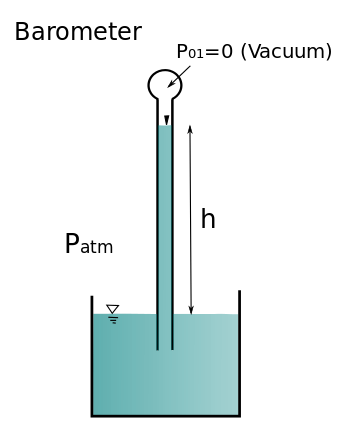 Barometer
P01=0 (Vacuum)
h
Patm